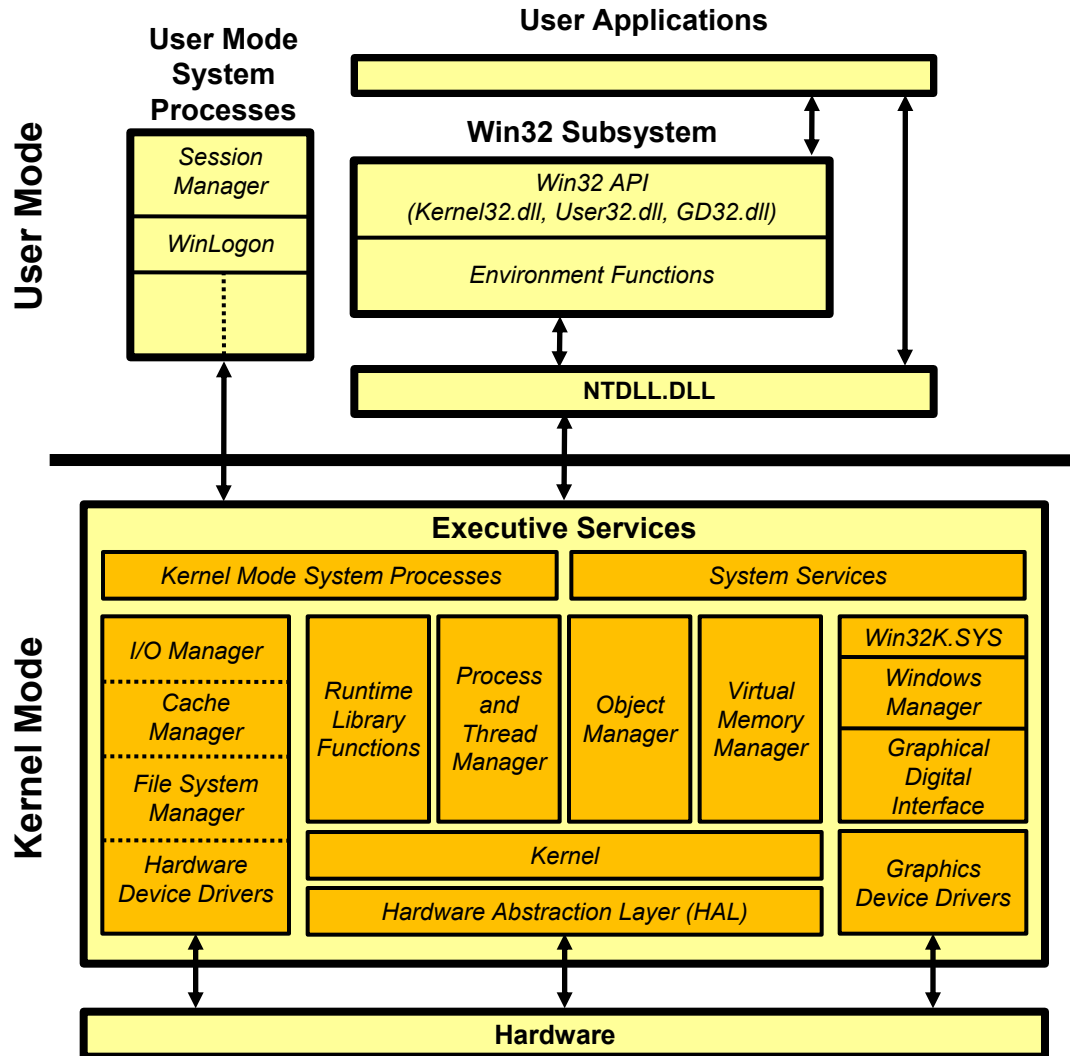 User Applications
User Mode
System
Processes
User Mode
Session
Manager
WinLogon
Win32 Subsystem
Win32 API
(Kernel32.dll, User32.dll, GD32.dll)
Environment Functions
NTDLL.DLL
Kernel Mode
Executive Services
Kernel Mode System Processes
System Services
I/O Manager
Cache
Manager
File System
Manager
Hardware
Device Drivers
Runtime
Library
Functions
Process
and
Thread
Manager
Object
Manager
Virtual
Memory
Manager
Win32K.SYS
Windows
Manager
Graphical
Digital
Interface
Kernel
Hardware Abstraction Layer (HAL)
Graphics
Device Drivers
Hardware